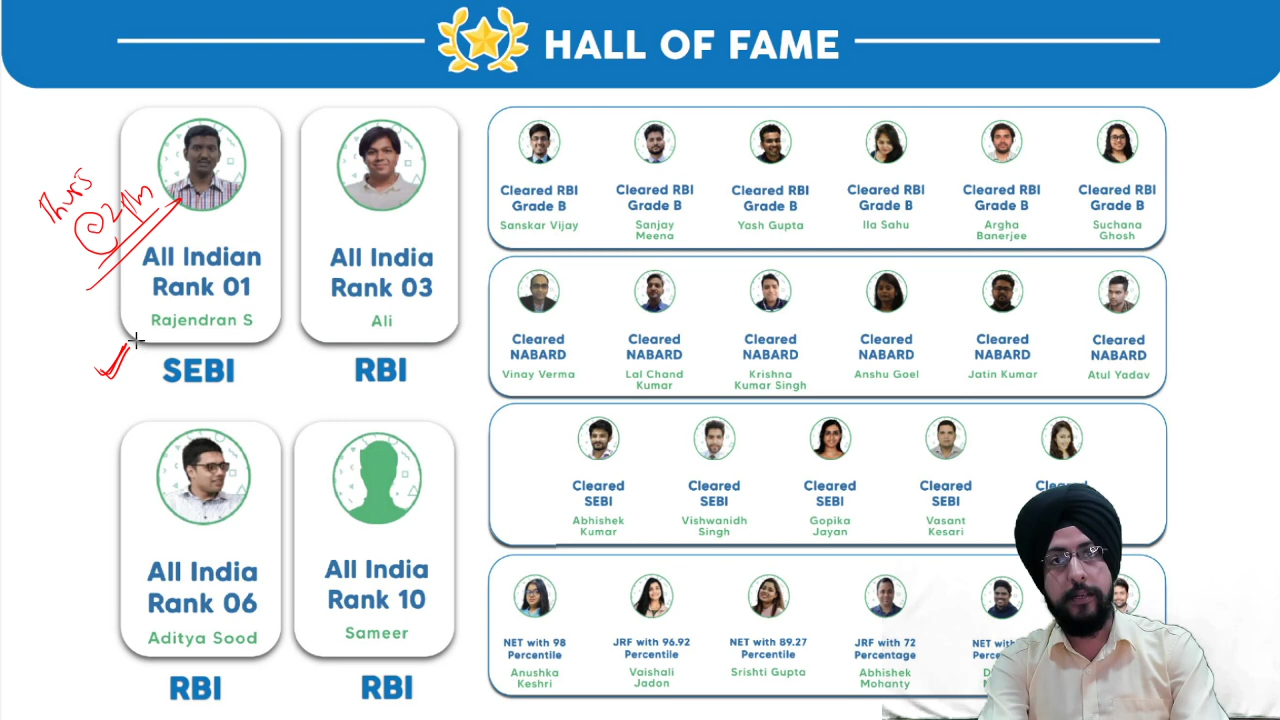 HALL OF FAME
Thurs
All Indian
Rank 01
Rajendran S
SEBI
All India
Rank 03
Ali
RBI
All India
Rank 06
Aditya Sood
RBI
All India
Rank 10
Sameer
RBI
Cleared RBI
Grade B
Sanskar Vijay
Cleared RBI
Grade B
Sanjay
Meena
Cleared RBI
Grade B
Yash Gupta
Cleared RBI
Grade B
Ila Sahu
Cleared RBI
Grade B
Argha
Banerjee
Cleared RBI
Grade B
Suchana
Ghosh
Cleared
NABARD
Vinay Verma
Cleared
NABARD
Lal Chand
Kumar
Cleared
NABARD
Krishna
Kumar Singh
Cleared
NABARD
Anshu Goel
Cleared
NABARD
Jatin Kumar
Cleared
NABARD
Atul Yadav
Cleared
SEBI
Abhishek
Kumar
Cleared
SEBI
Vishwanidh
Singh
Cleared
SEBI
Gopika
Jayan
Cleared
SEBI
Vasant
Kesari
NET with 98
Percentile
Anushka
Keshri
JRF with 96.92
Percentile
Vaishali
Jadon
NET with 89.27
Percentile
Srishti Gupta
JRF with 72
Percentage
Abhishek
Mohanty
NET